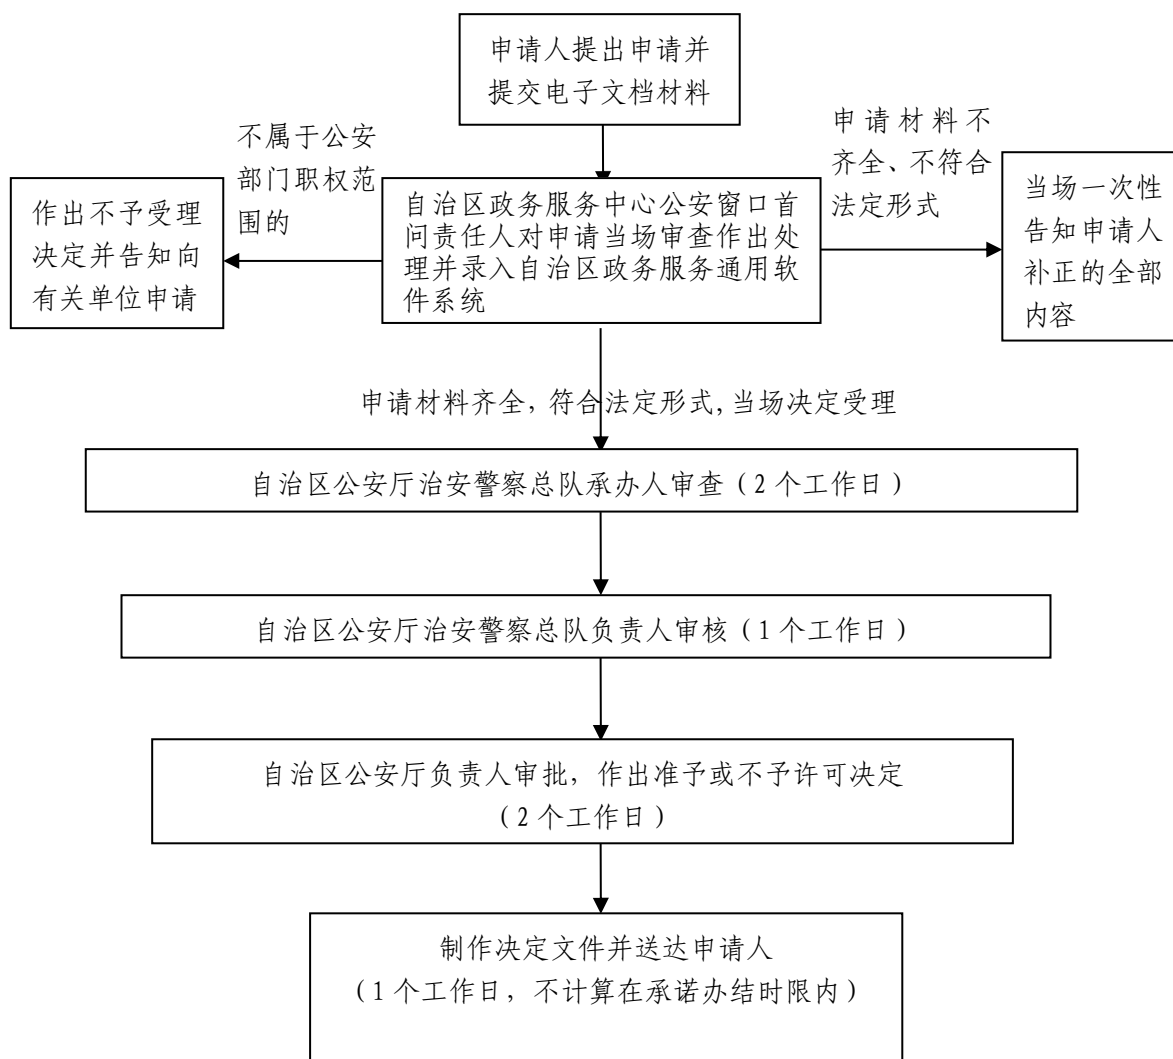 申请人提出申请并
提交电子文档材料
不属于公安
部门职权范
围的
申请材料不
齐全、不符合
法定形式
作出不予受理
决定并告知向
有关单位申请
自治区政务服务中心公安窗口首
问责任人对申请当场审查作出处
理并录入自治区政务服务通用软
件系统
当场一次性
告知申请人
补正的全部
内容
申请材料齐全，符合法定形式，当场决定受理
自治区公安厅治安警察总队承办人审查（2个工作日）
自治区公安厅治安警察总队负责人审核（1个工作日）
自治区公安厅负责人审批，作出准予或不予许可决定
（2个工作日）
制作决定文件并送达申请人
（1个工作日，不计算在承诺办结时限内）